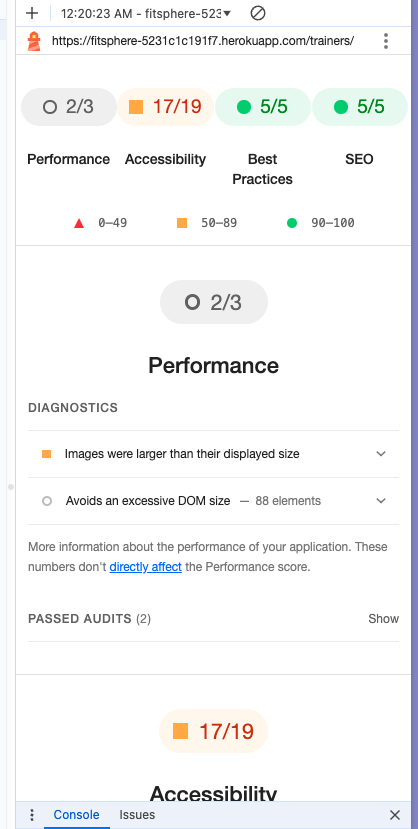 12:20:23 AM - fitsphere-523
https://fitsphere-5231c1c191f7.herokuapp.com/trainers/
2/3 17/19 5/5 5/5
Performance Accessibility Best Practices SEO
0–49 50–89 90–100
2/3
Performance
DIAGNOSTICS
Images were larger than their displayed size
Avoids an excessive DOM size — 88 elements
More information about the performance of your application. These
numbers don't directly affect the Performance score.
PASSED AUDITS (2) Show
17/19
Accessibility
Console Issues